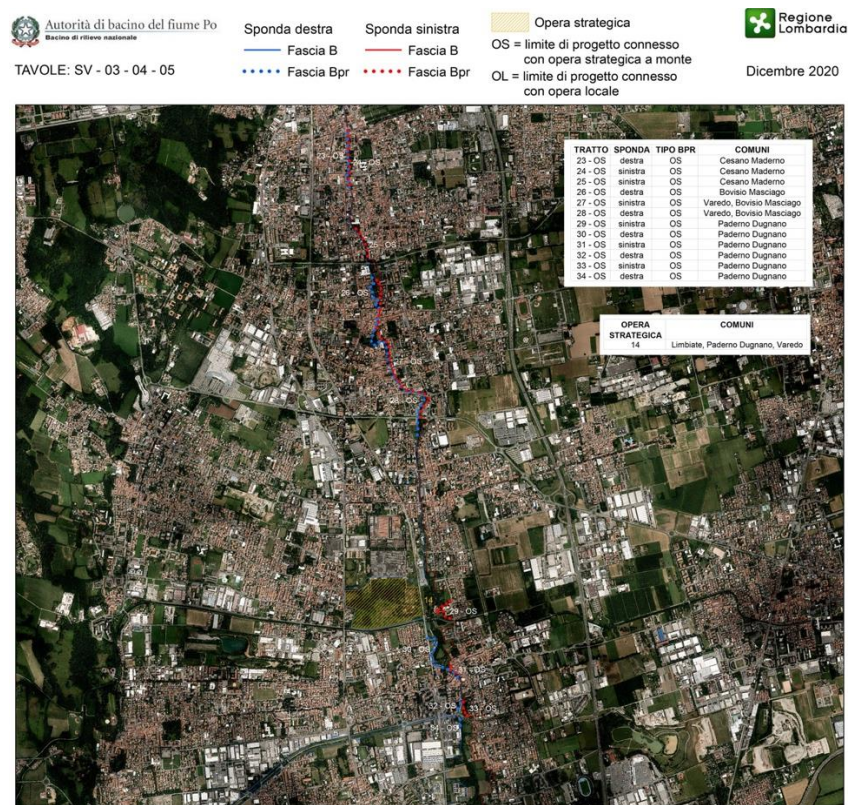 Autorità di bacino del fiume Po
Bacino di rilievo nazionale
TAVOLE: SV - 03 - 04 - 05
Sponda destra
Fascia B
Fascia Bpr
Sponda sinistra
Fascia B
Fascia Bpr
Opera strategica
OS = limite di progetto connesso
con opera strategica a monte
OL = limite di progetto connesso
con opera locale
Regione
Lombardia
Dicembre 2020
TRATTO SPONDA TIPO BPR COMUNI
23 - OS destra OS Cesano Maderno
24 - OS sinistra OS Cesano Maderno
25 - OS sinistra OS Cesano Maderno
26 - OS destra OS Bovisio Masciago
27 - OS sinistra OS Varedo, Bovisio Masciago
28 - OS destra OS Varedo, Bovisio Masciago
29 - OS sinistra OS Paderno Dugnano
30 - OS destra OS Paderno Dugnano
31 - OS sinistra OS Paderno Dugnano
32 - OS destra OS Paderno Dugnano
33 - OS sinistra OS Paderno Dugnano
34 - OS destra OS Paderno Dugnano
OPERA STRATEGICA COMUNI
14 Limbiate, Paderno Dugnano, Varedo
14
29 - OS
32 - OS
33 - OS